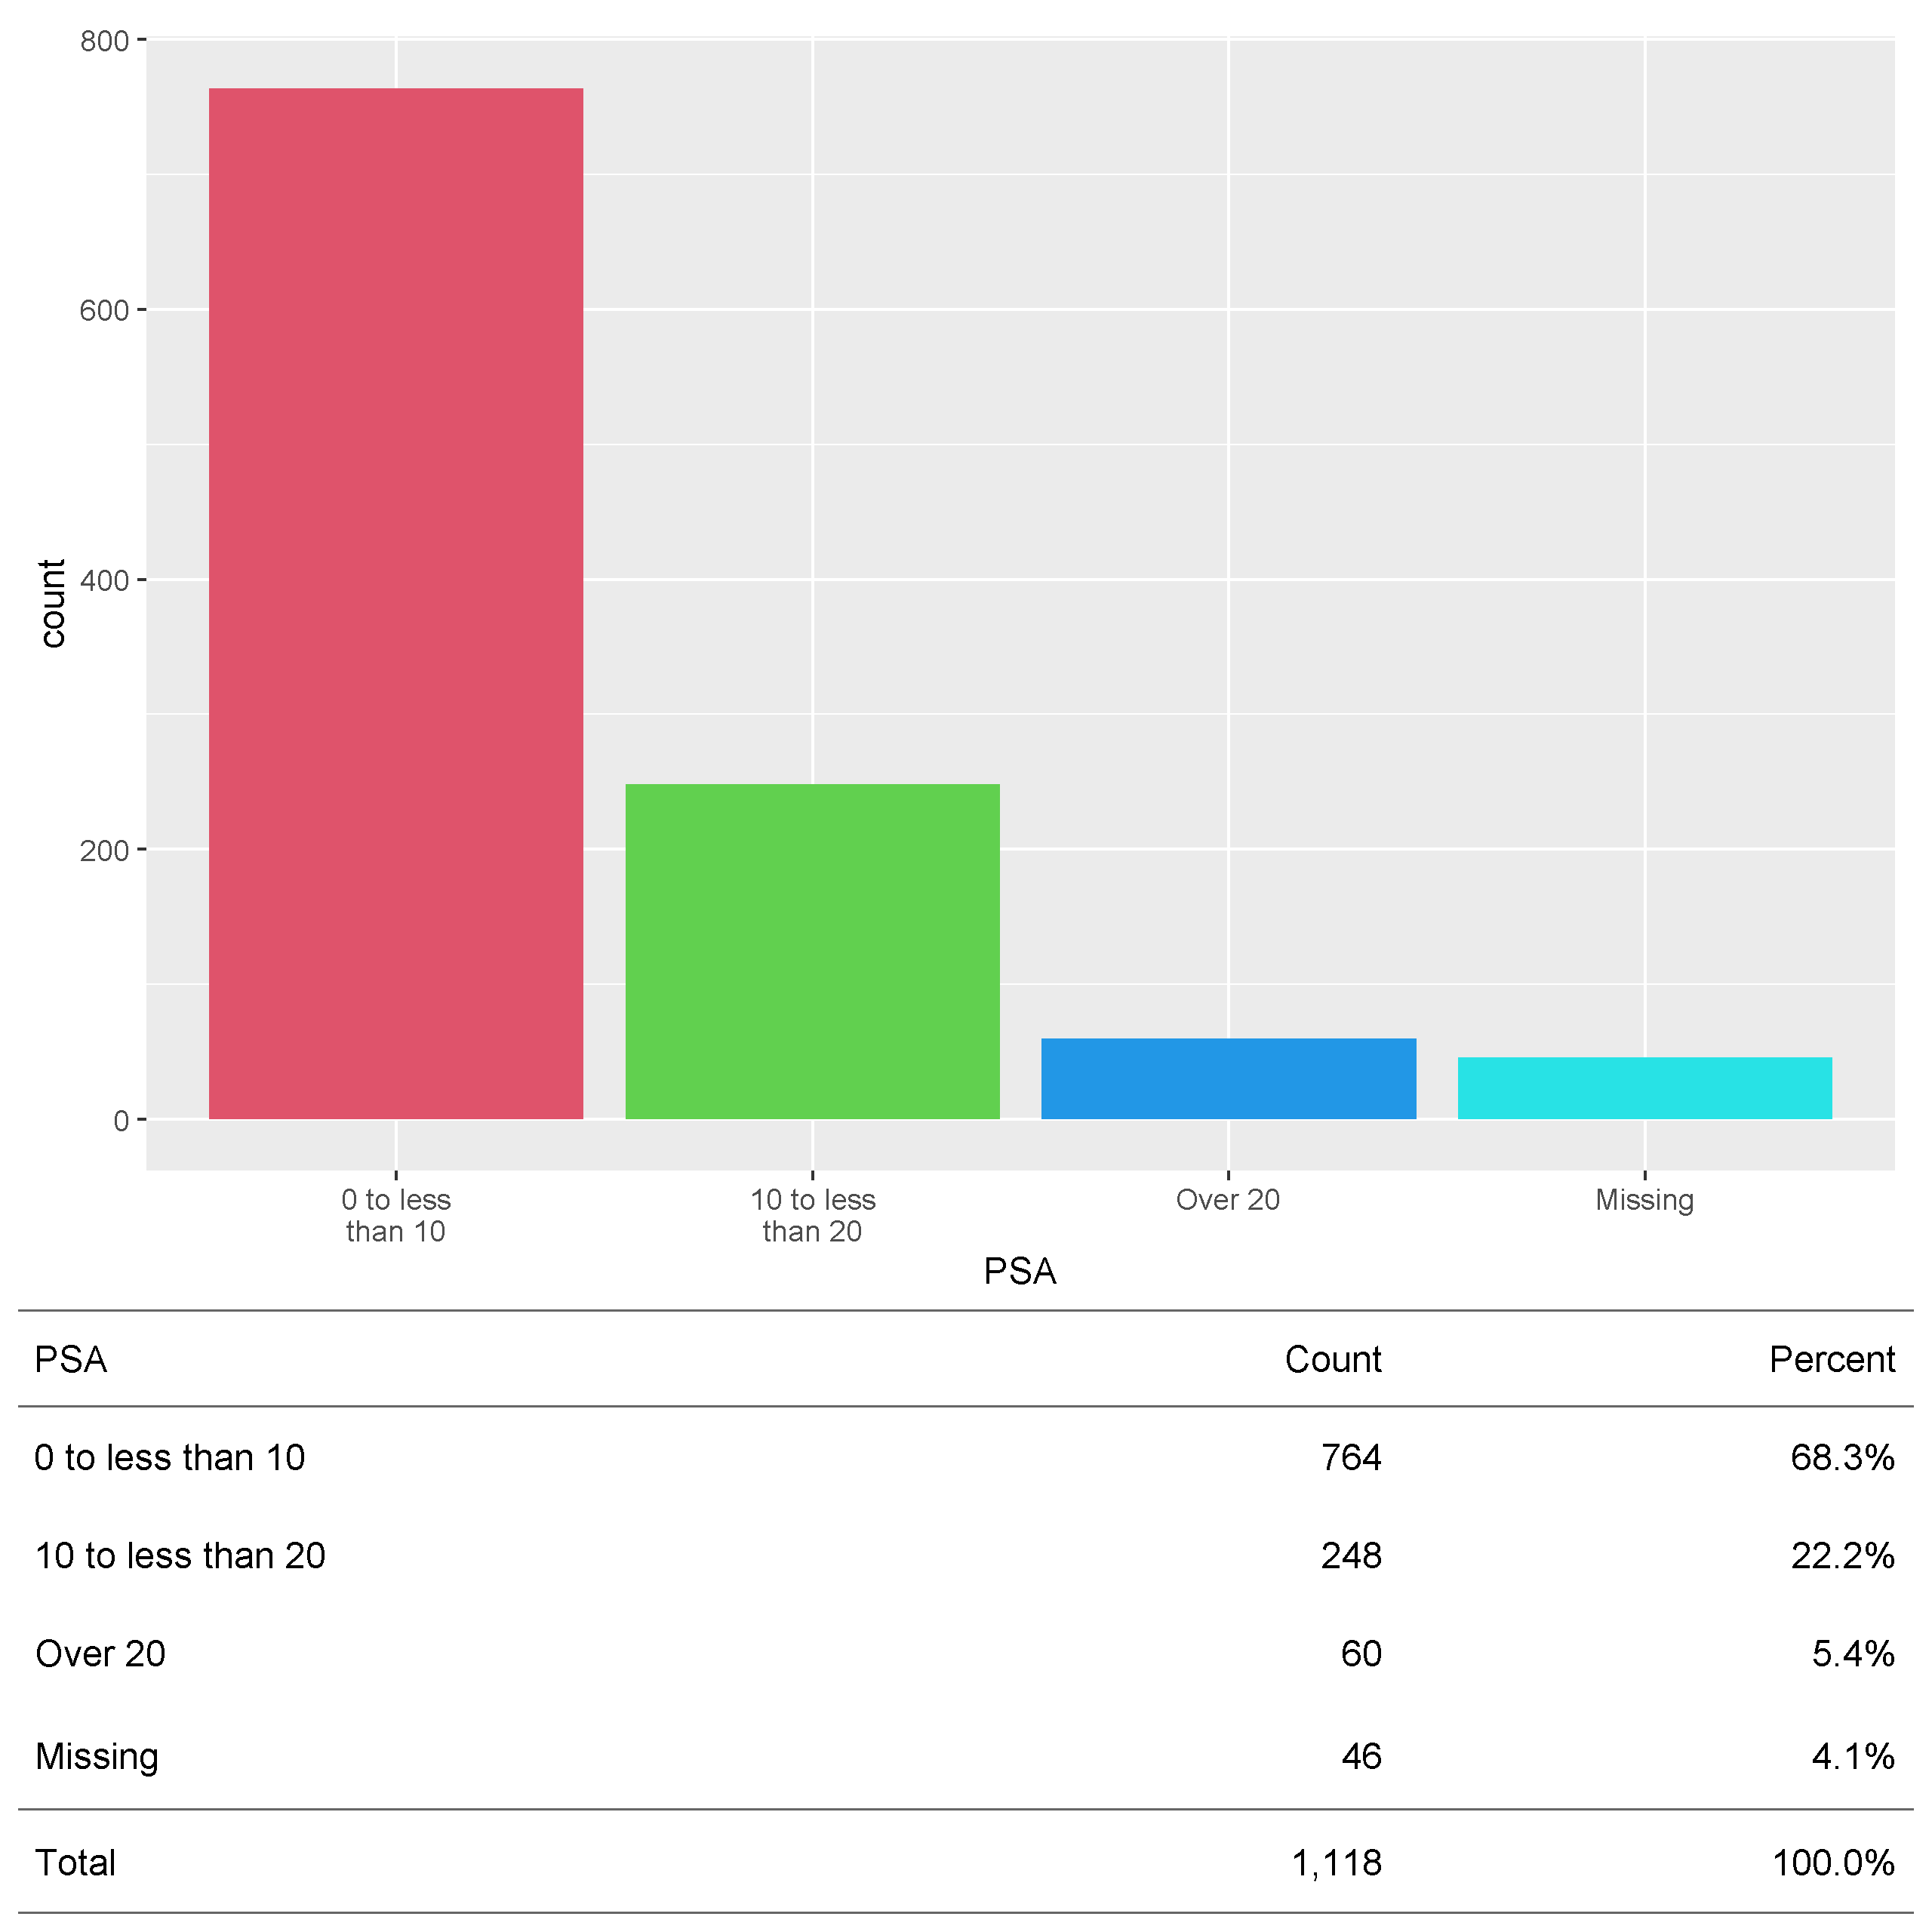 800
600
400
200
0
count
0 to less
than 10
10 to less
than 20
Over 20
Missing
PSA
PSA Count Percent
0 to less than 10 764 68.3%
10 to less than 20 248 22.2%
Over 20 60 5.4%
Missing 46 4.1%
Total 1,118 100.0%